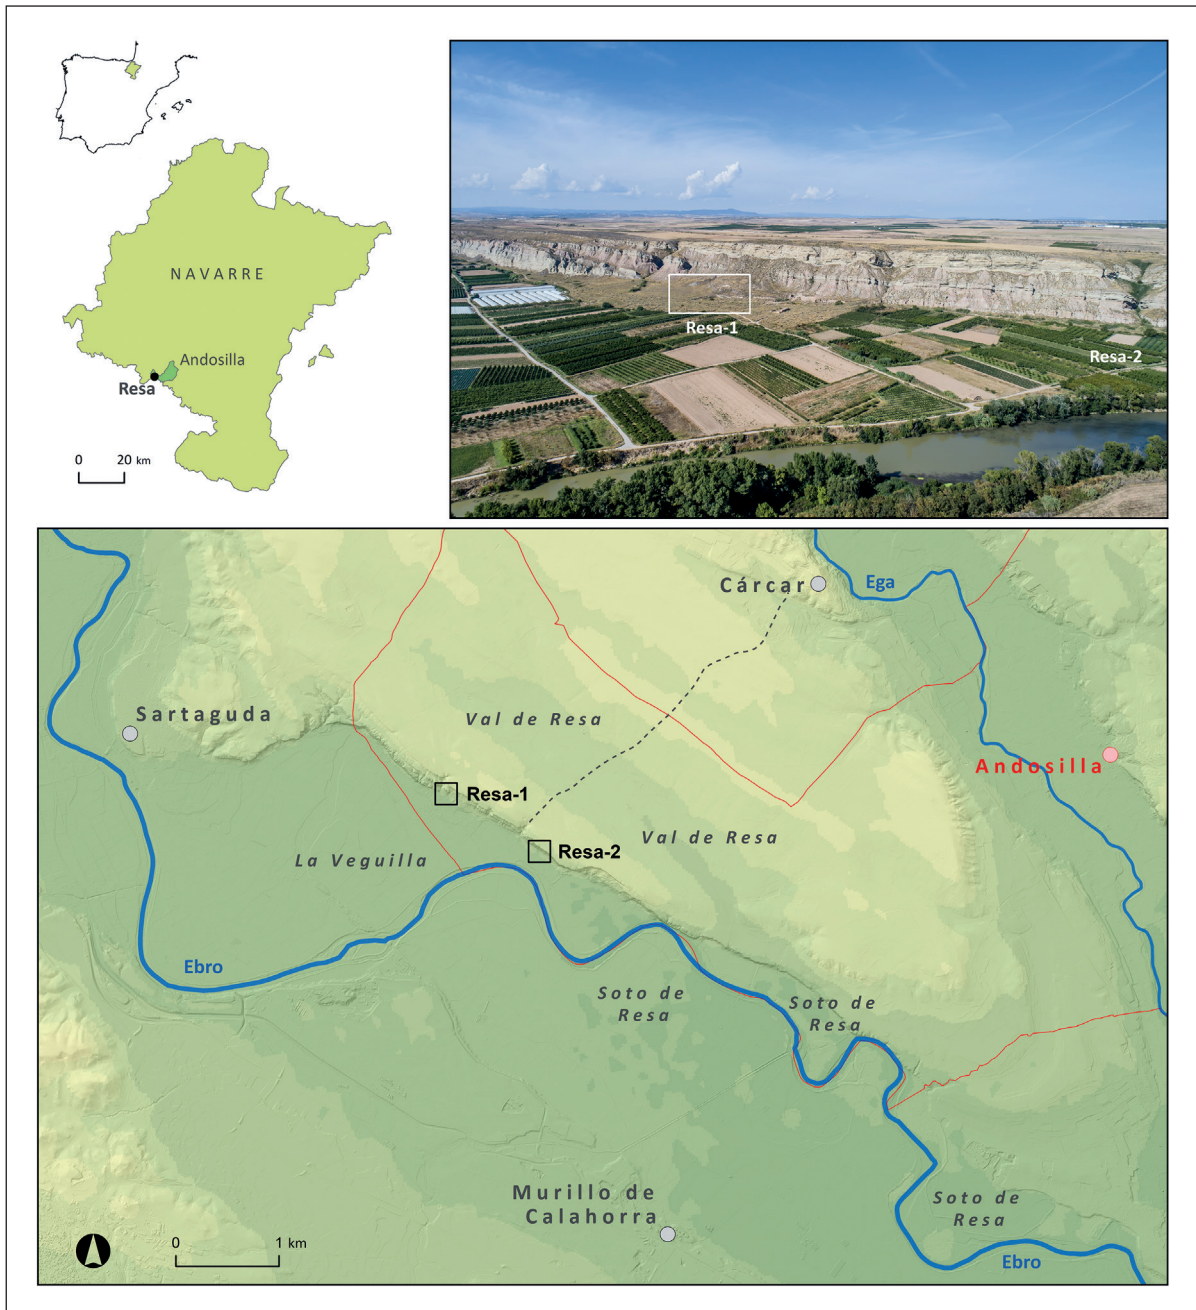 NAVARRE
Andosilla
Resa
0 20 km
Resa-1
Resa-2
Cárcar
Ega
Sartaguda
Val de Resa
Andosilla
Resa-1
Val de Resa
Resa-2
La Veguilla
Ebro
Soto de
Resa
Soto de
Resa
Murillo de
Calahorra
Soto de
Resa
0 1 km
Ebro